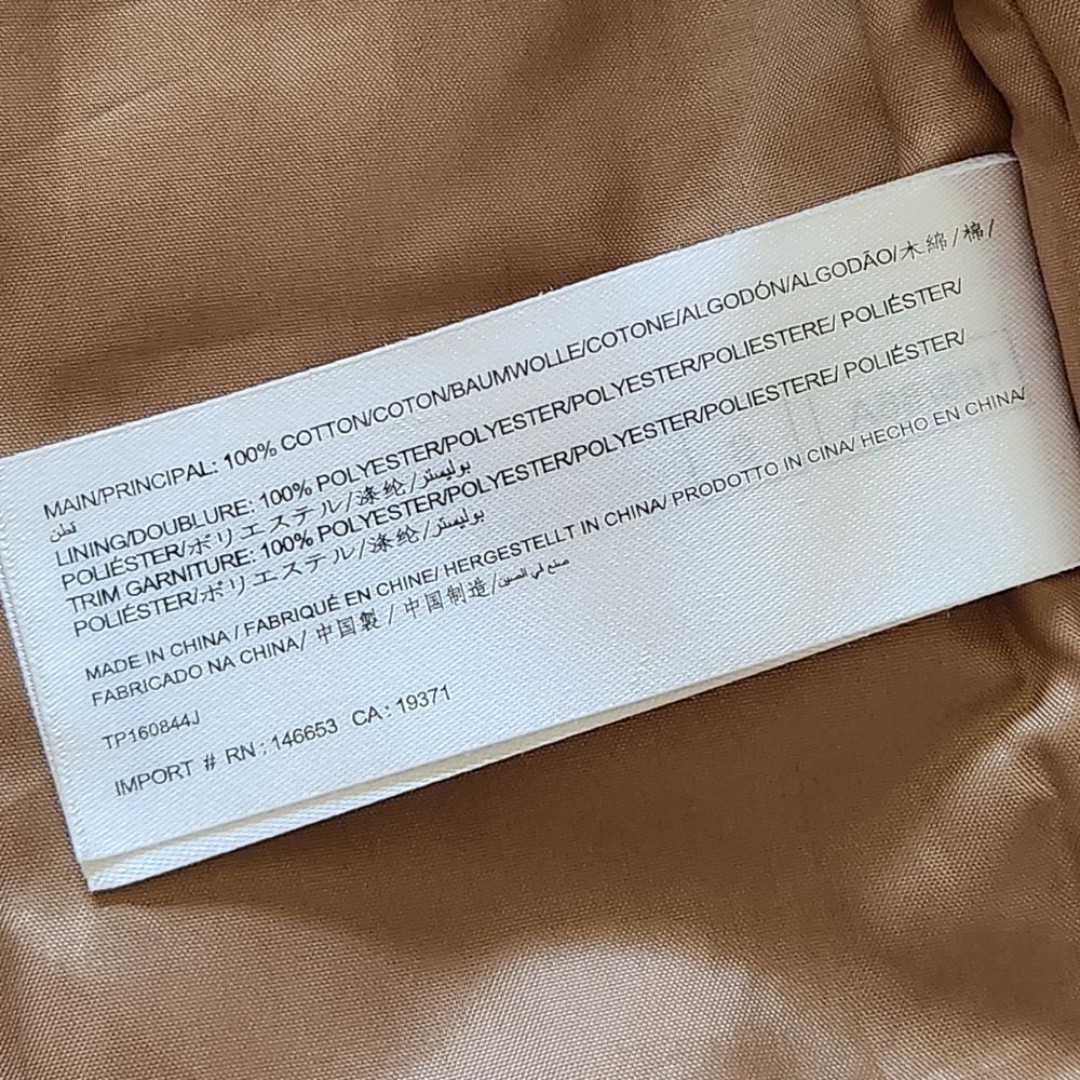 MAIN/PRINCIPAL: 100% COTTON/COTON/BAUMWOLLE/COTONE/ALGODÓN/ALGODÃO/木綿/棉/
قطن
LINING/DOUBLURE: 100% POLYESTER/POLYESTER/POLYESTER/POLIESTERE/ POLIÉSTER/
POLIÉSTER/ポリエステル/涤纶/بوليستر
TRIM GARNITURE: 100% POLYESTER/POLYESTER/POLYESTER/POLIESTERE/ POLIÉSTER/
POLIÉSTER/ポリエステル/涤纶/بوليستر
MADE IN CHINA / FABRIQUÉ EN CHINE/ HERGESTELLT IN CHINA/ PRODOTTO IN CINA/ HECHO EN CHINA/
FABRICADO NA CHINA/ 中国製 / 中国制造/صنع في الصين
TP160844J
IMPORT # RN : 146653 CA : 19371